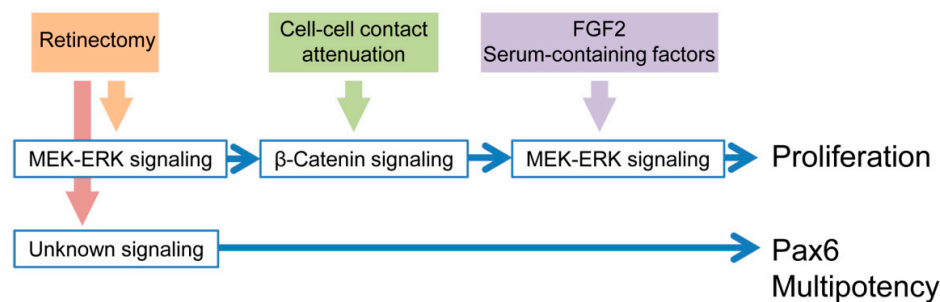 Retinectomy
Cell-cell contact
attenuation
FGF2
Serum-containing factors
MEK-ERK signaling
β-Catenin signaling
MEK-ERK signaling
Proliferation
Unknown signaling
Pax6
Multipotency